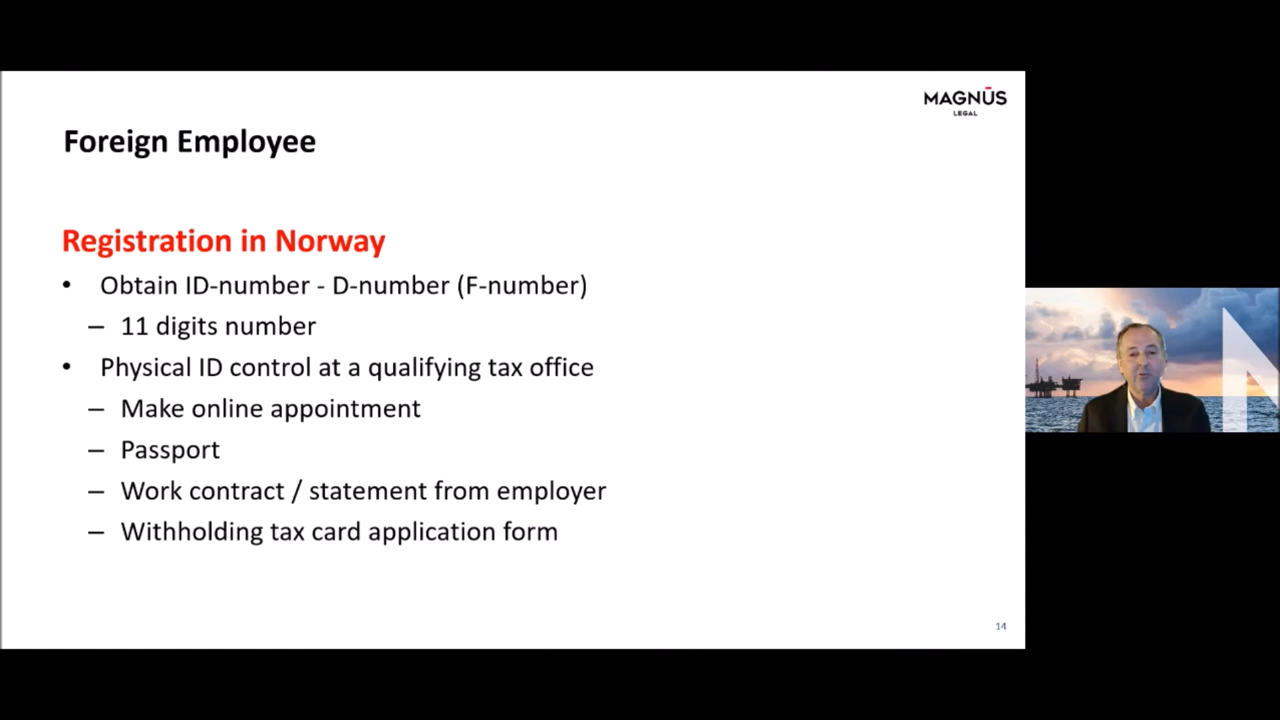 MAGNŪS
LEGAL
Foreign Employee
Registration in Norway
• Obtain ID-number - D-number (F-number)
– 11 digits number
• Physical ID control at a qualifying tax office
– Make online appointment
– Passport
– Work contract / statement from employer
– Withholding tax card application form
14